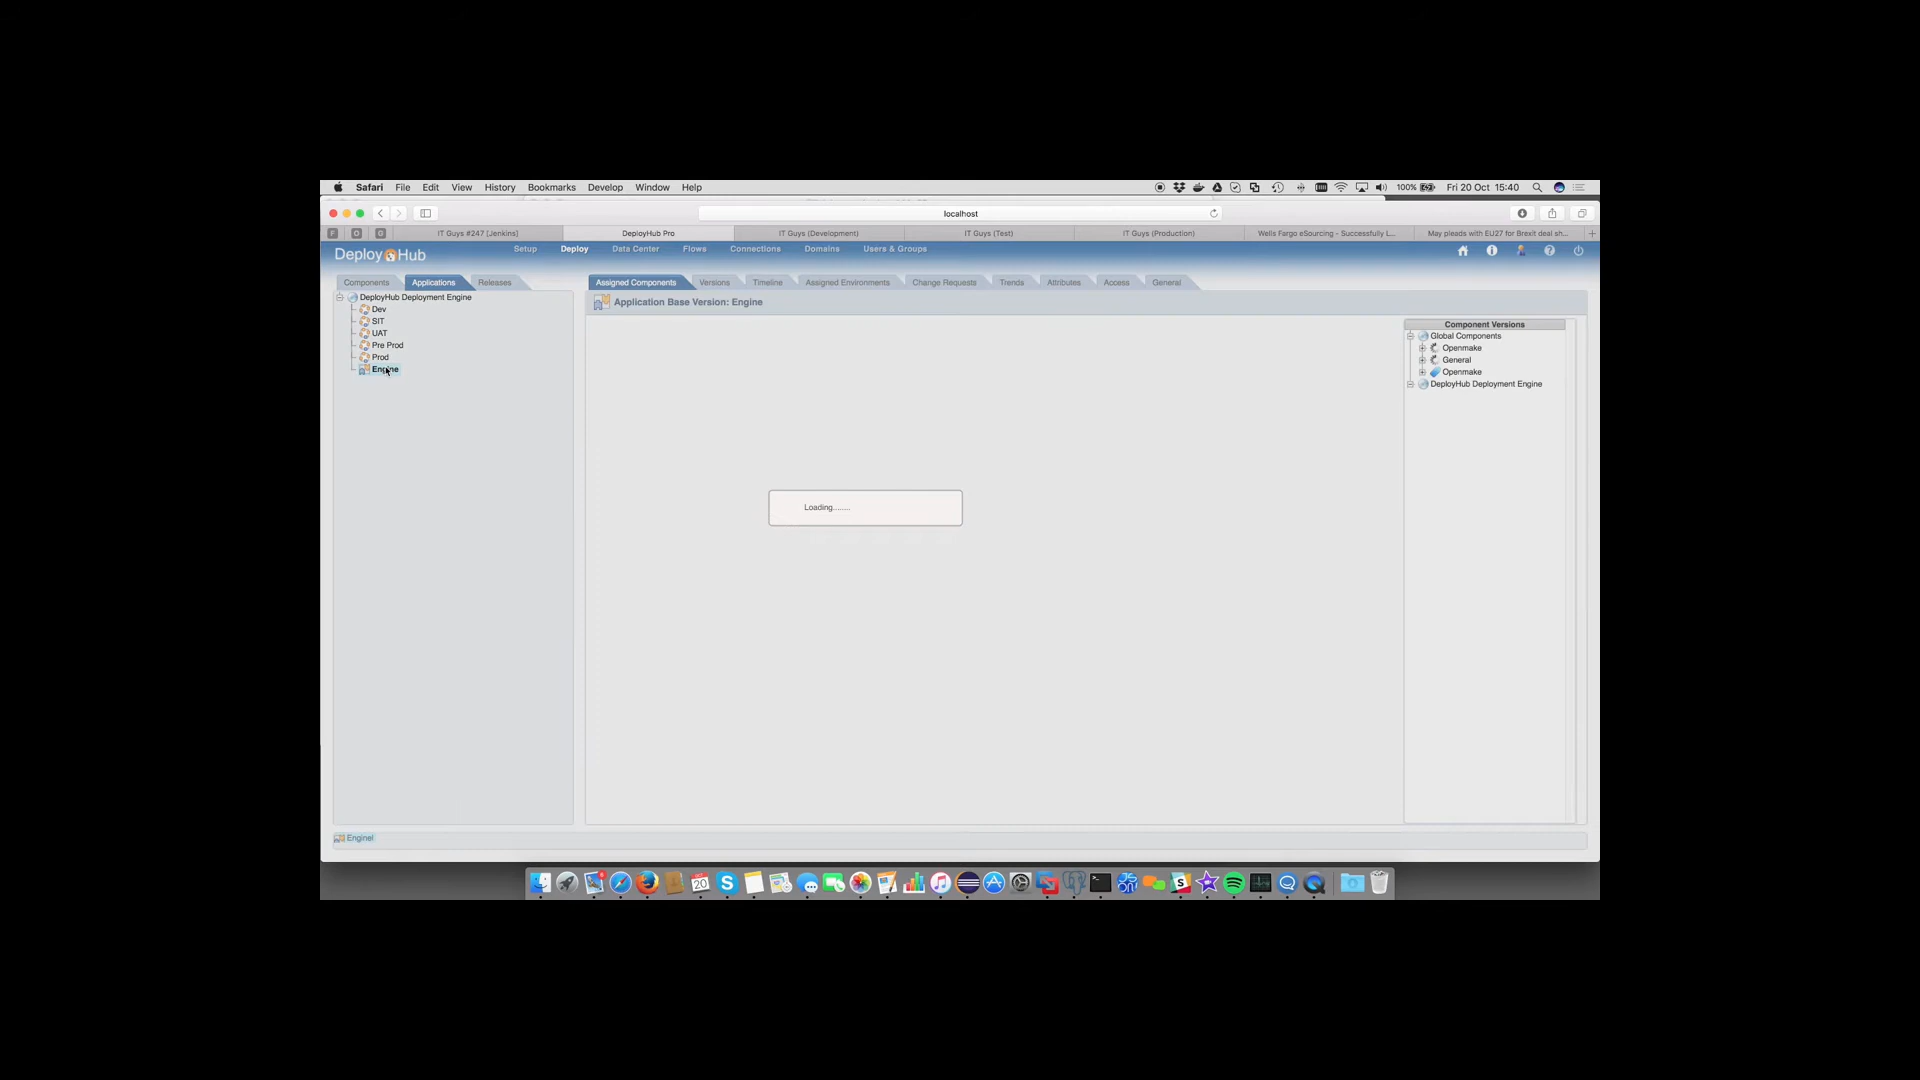 Safari File Edit View History Bookmarks Develop Window Help 100% Fri 20 Oct 15:40
localhost
F O G IT Guys #247 [Jenkins] DeployHub Pro IT Guys (Development) IT Guys (Test) IT Guys (Production) Wells Fargo eSourcing - Successfully L... May pleads with EU27 for Brexit deal sh...
DeployHub Setup Deploy Data Center Flows Connections Domains Users & Groups
Components Applications Releases Assigned Components Versions Timeline Assigned Environments Change Requests Trends Attributes Access General
DeployHub Deployment Engine
Dev
SIT
UAT
Pre Prod
Prod
Engine
Application Base Version: Engine
Loading........
Component Versions
Global Components
Openmake
General
Openmake
DeployHub Deployment Engine
Engine
20